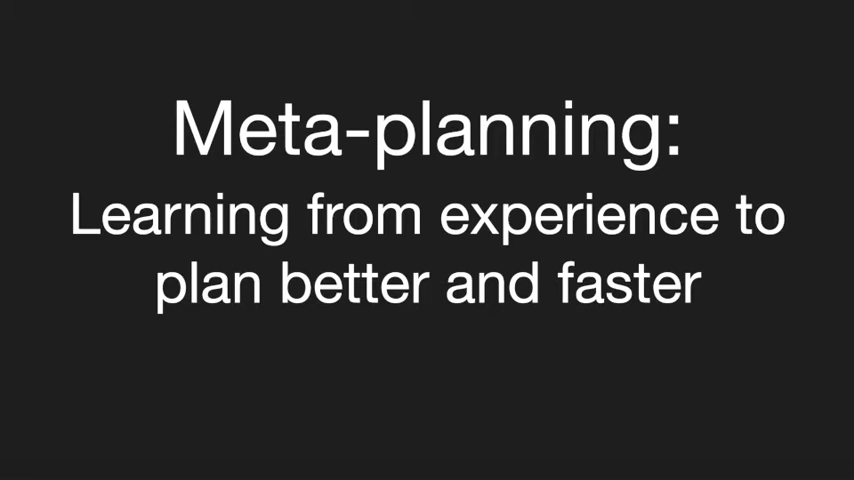 Meta-planning:
Learning from experience to
plan better and faster